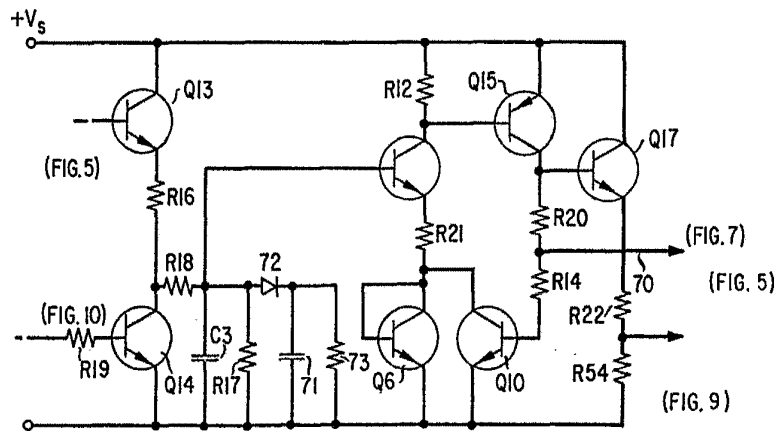 +Vs
Q13
R12
Q15
Q17
(FIG.5)
R16
R21
R20
(FIG.7)
R18
72
70
(FIG.5)
(FIG.10)
R14
R22
C3
R19
Q14
R17
71
73
Q6
Q10
R54
(FIG.9)